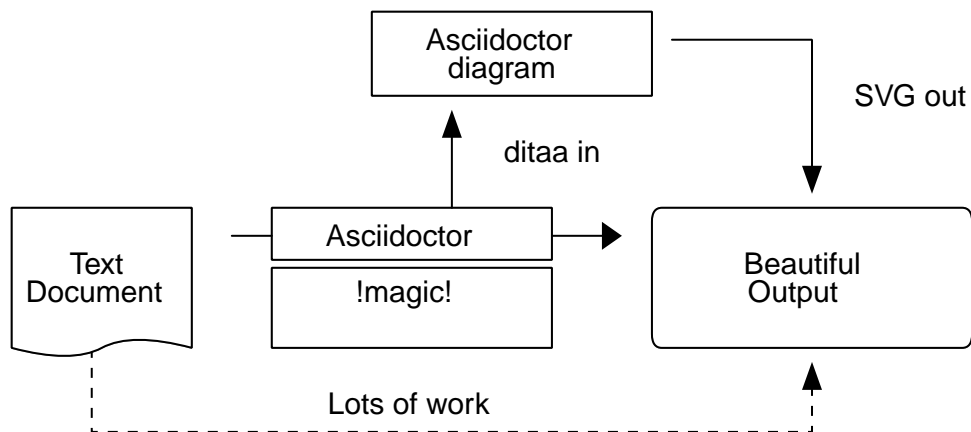 Asciidoctor
diagram
SVG out
ditaa in
Asciidoctor
Text
Document
!magic!
Beautiful
Output
Lots of work